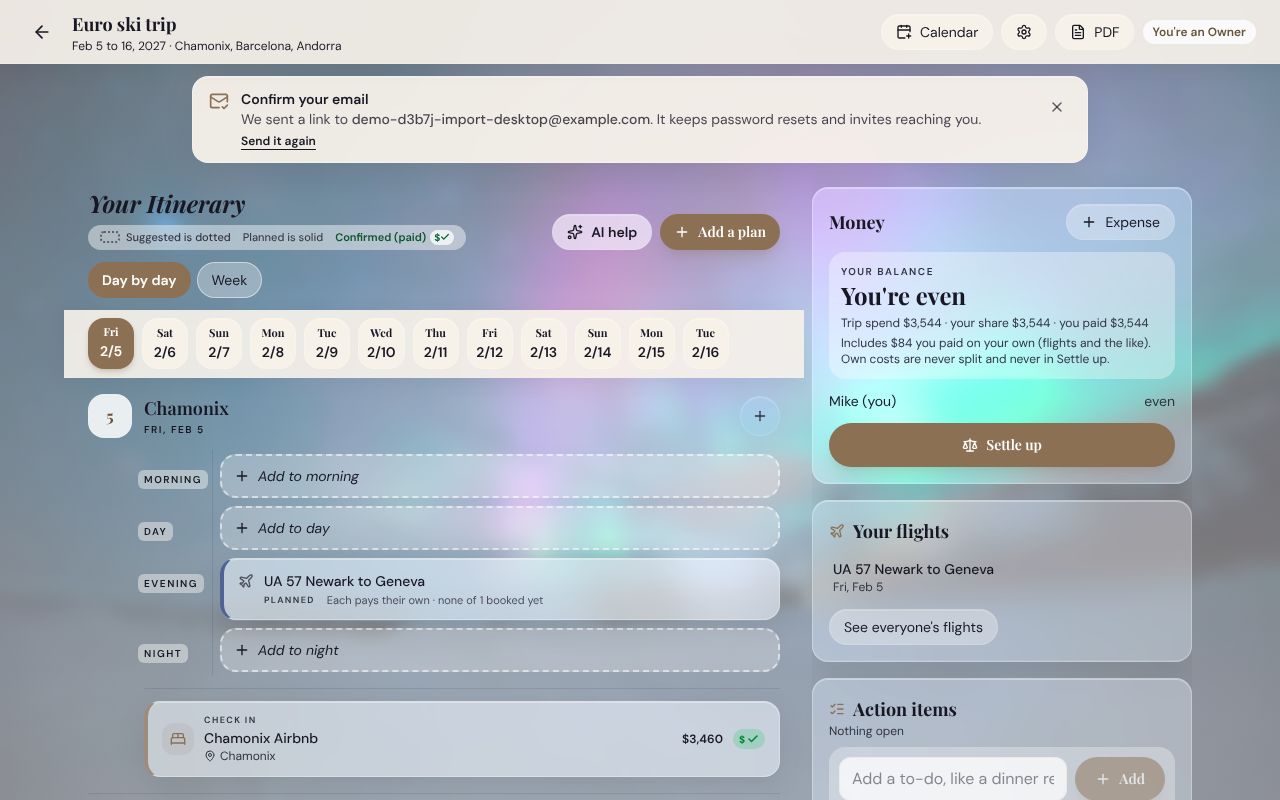 Euro ski trip
Feb 5 to 16, 2027 · Chamonix, Barcelona, Andorra
Calendar
PDF
You're an Owner
Confirm your email
We sent a link to demo-d3b7j-import-desktop@example.com. It keeps password resets and invites reaching you.
Send it again
Your Itinerary
Suggested is dotted Planned is solid Confirmed (paid) $✓
AI help
+ Add a plan
Day by day
Week
Fri 2/5
Sat 2/6
Sun 2/7
Mon 2/8
Tue 2/9
Wed 2/10
Thu 2/11
Fri 2/12
Sat 2/13
Sun 2/14
Mon 2/15
Tue 2/16
5
Chamonix
FRI, FEB 5
+
MORNING
+ Add to morning
DAY
+ Add to day
EVENING
UA 57 Newark to Geneva
PLANNED Each pays their own · none of 1 booked yet
NIGHT
+ Add to night
CHECK IN
Chamonix Airbnb
Chamonix
$3,460 $✓
Money
+ Expense
YOUR BALANCE
You're even
Trip spend $3,544 · your share $3,544 · you paid $3,544
Includes $84 you paid on your own (flights and the like).
Own costs are never split and never in Settle up.
Mike (you) even
Settle up
Your flights
UA 57 Newark to Geneva
Fri, Feb 5
See everyone's flights
Action items
Nothing open
Add a to-do, like a dinner re
+ Add